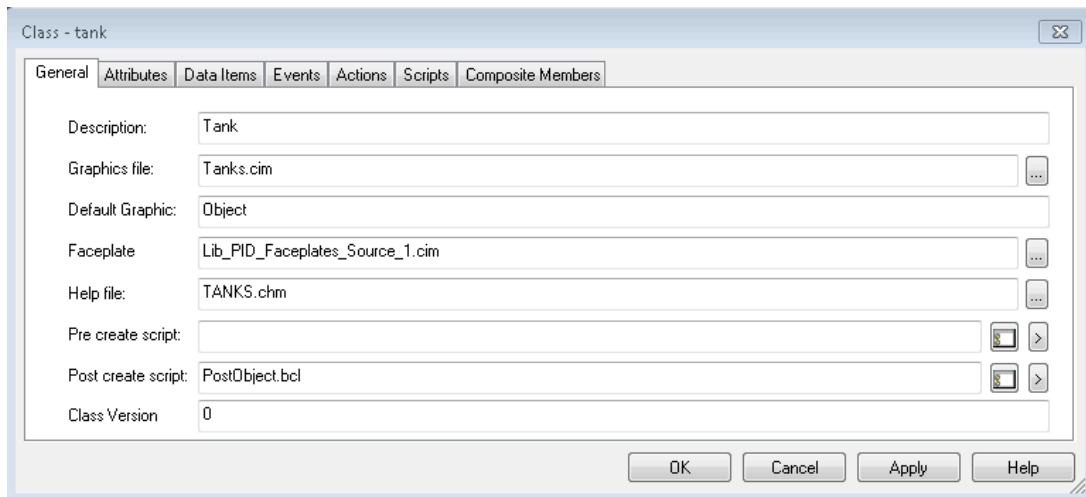 Class - tank
General Attributes Data Items Events Actions Scripts Composite Members
Description: Tank
Graphics file: Tanks.cim ...
Default Graphic: Object
Faceplate Lib_PID_Faceplates_Source_1.cim ...
Help file: TANKS.chm ...
Pre create script: >
Post create script: PostObject.bcl >
Class Version 0
OK Cancel Apply Help